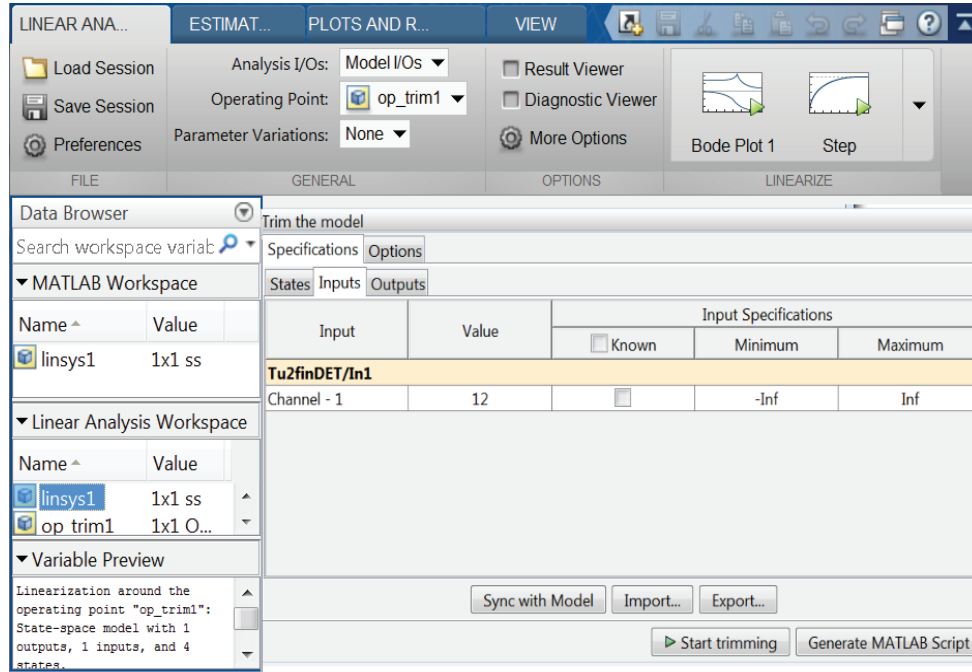 LINEAR ANA...
ESTIMAT...
PLOTS AND R...
VIEW
?
Load Session
Save Session
Preferences
FILE
Analysis I/Os: Model I/Os
Operating Point: op_trim1
Parameter Variations: None
GENERAL
Result Viewer
Diagnostic Viewer
More Options
OPTIONS
Bode Plot 1
Step
LINEARIZE
Data Browser
Search workspace variab
MATLAB Workspace
Name Value
linsys1 1x1 ss
Linear Analysis Workspace
Name Value
linsys1 1x1 ss
op_trim1 1x1 O...
Variable Preview
Linearization around the
operating point "op_trim1":
State-space model with 1
outputs, 1 inputs, and 4
states.
Trim the model
Specifications Options
States Inputs Outputs
Input Value Input Specifications
Known Minimum Maximum
Tu2finDET/In1
Channel - 1 12 -Inf Inf
Sync with Model Import... Export...
Start trimming Generate MATLAB Script